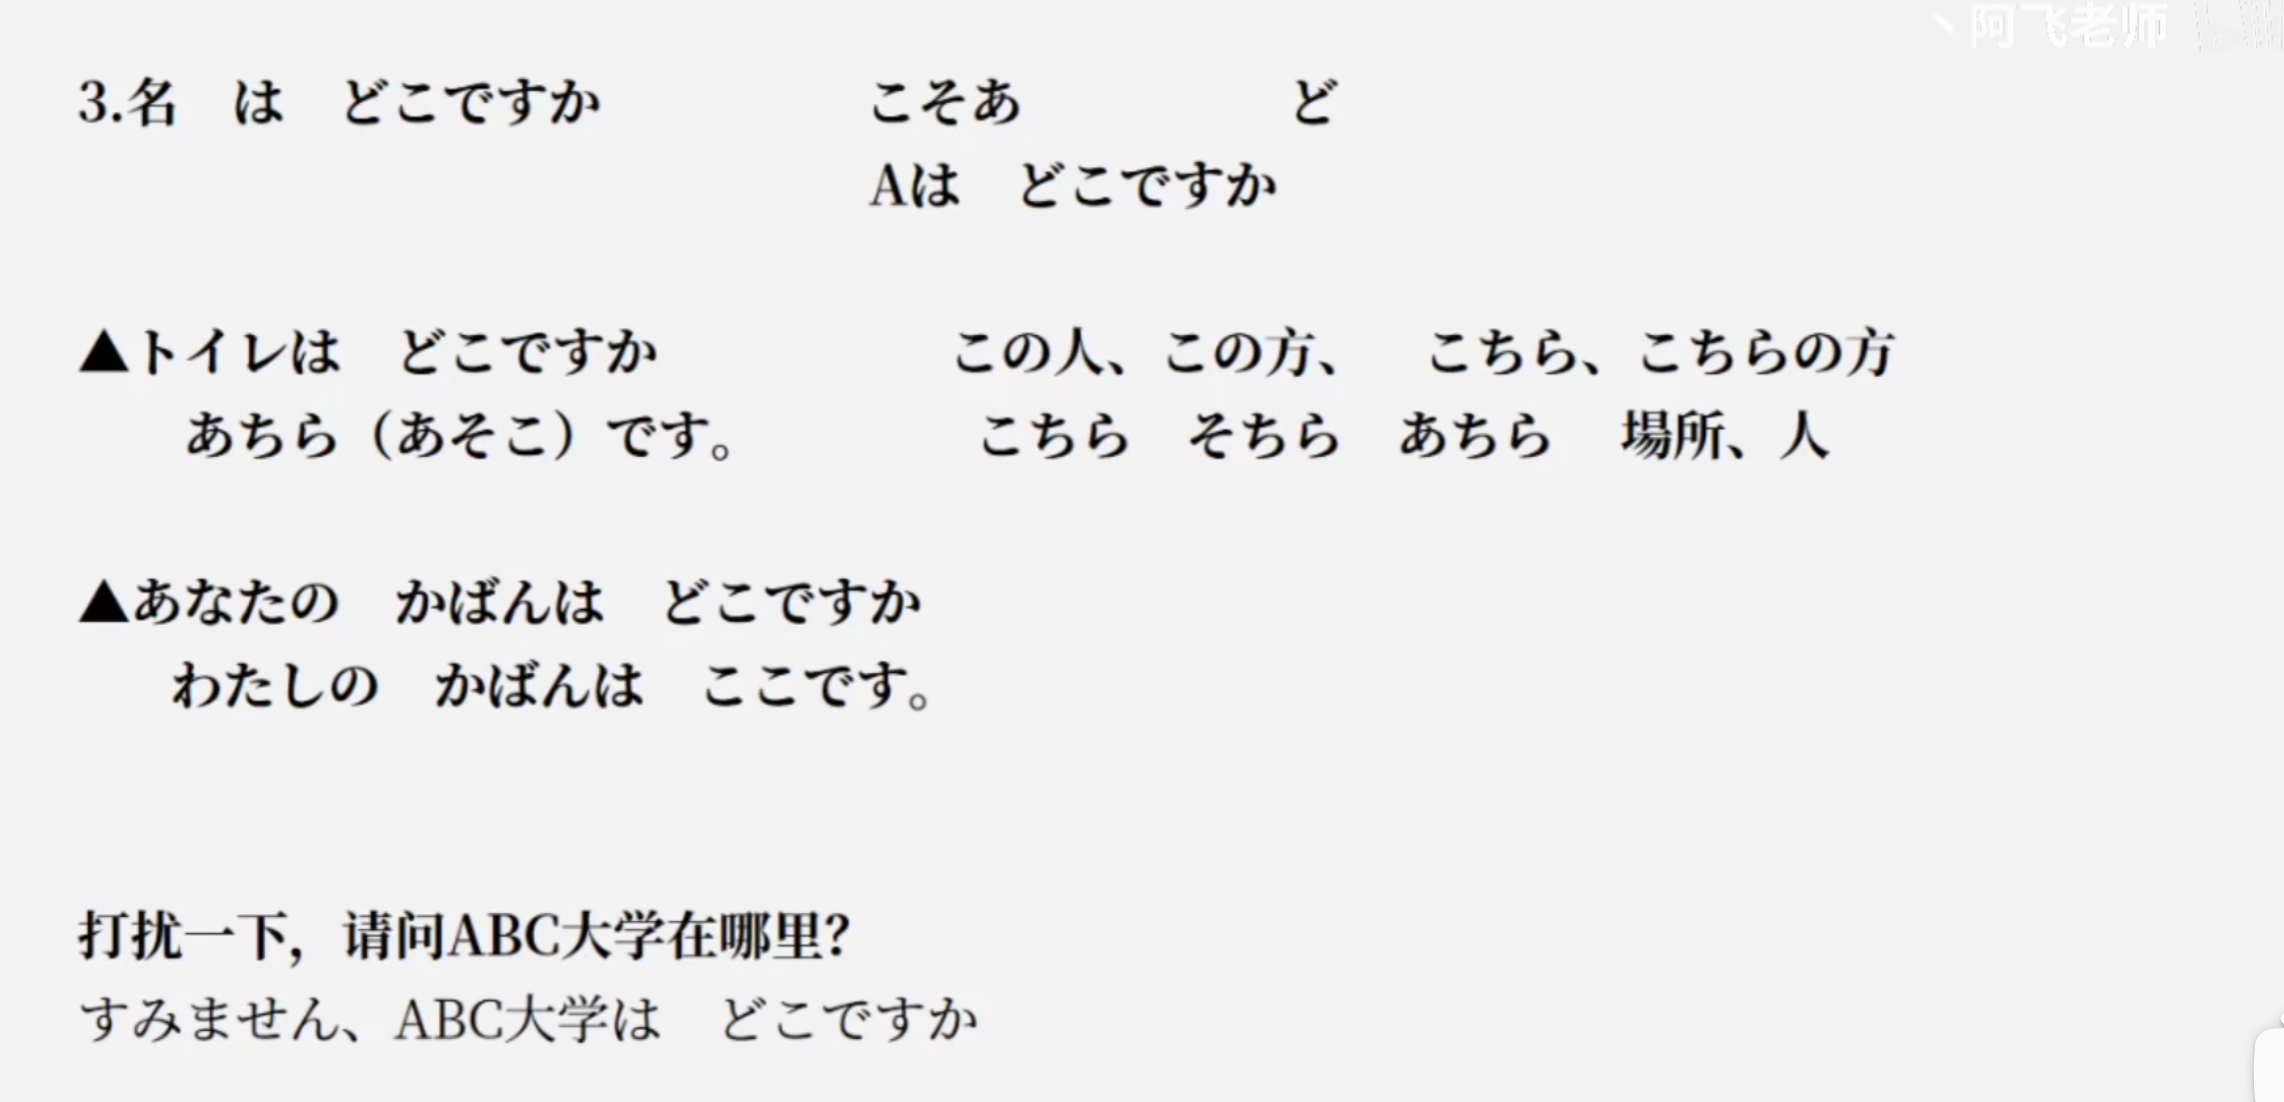 丶阿飞老师
3.名　は　どこですか　　　こそあ　　　ど
Aは　どこですか
▲トイレは　どこですか　　　この人、この方、　こちら、こちらの方
あちら（あそこ）です。　　　こちら　そちら　あちら　場所、人
▲あなたの　かばんは　どこですか
わたしの　かばんは　ここです。
打扰一下，请问ABC大学在哪里？
すみません、ABC大学は　どこですか